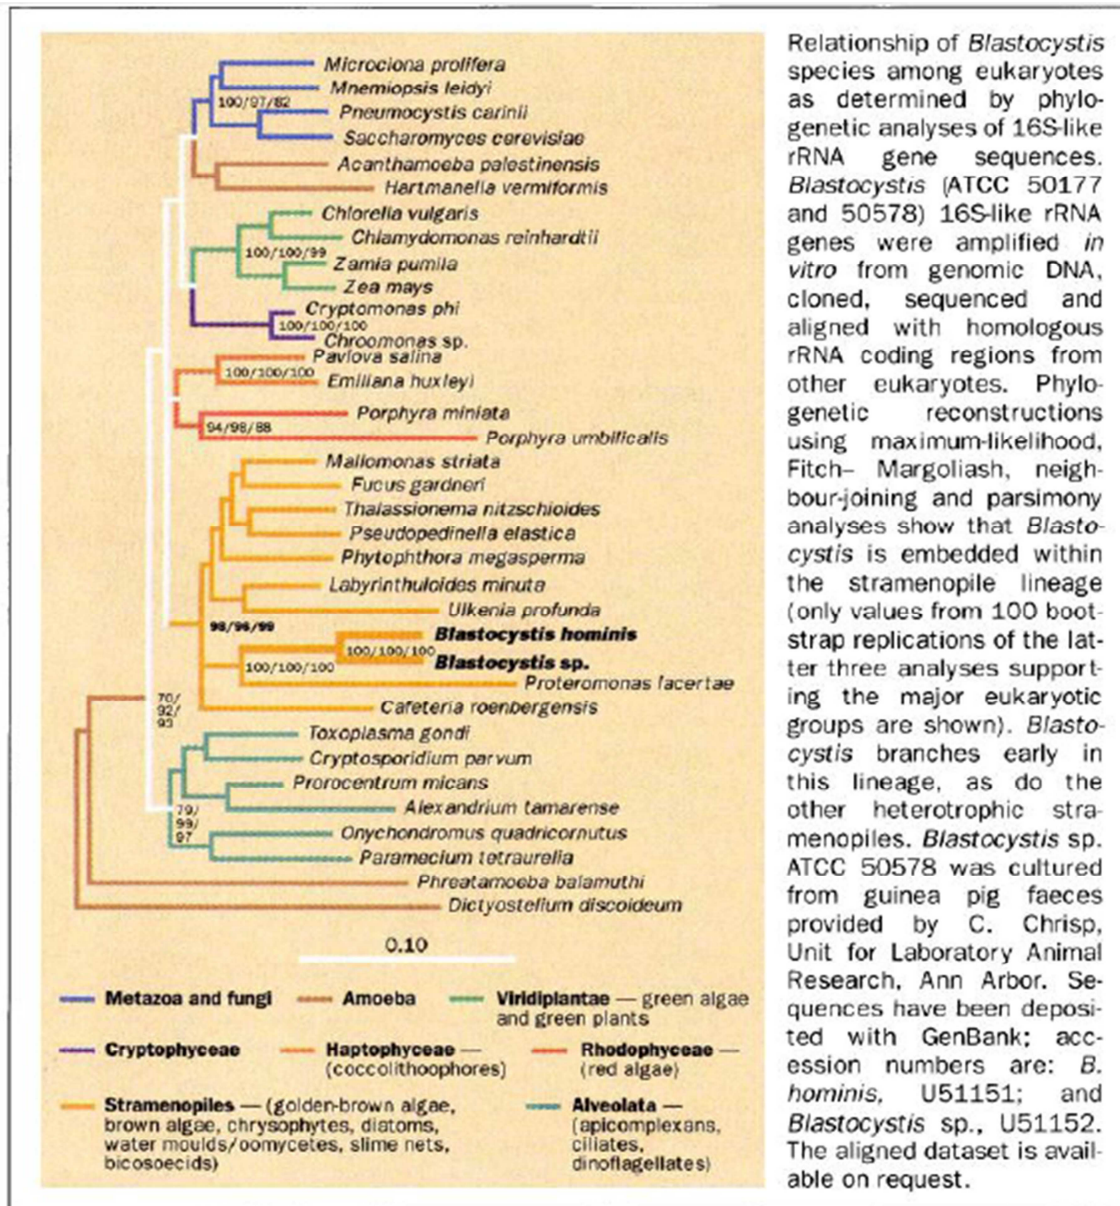 Microciona prolifera
Mnemiopsis leidyi
100/97/82
Pneumocystis carinii
Saccharomyces cerevisiae
Acanthamoeba palestinensis
Hartmanella vermiformis
Chlorella vulgaris
Chlamydomonas reinhardtii
100/100/99
Zamia pumila
Zea mays
Cryptomonas phi
100/100/100
Chroomonas sp.
Pavlova salina
100/100/100
Emiliana huxleyi
Porphyra miniata
94/98/88
Porphyra umbilicalis
Mallomonas striata
Fucus gardneri
Thalassionema nitzschioides
Pseudopedinella elastica
Phytophthora megasperma
Labyrinthuloides minuta
Ulkenia profunda
98/96/99
Blastocystis hominis
100/100/100
Blastocystis sp.
100/100/100
Proteromonas lacertae
Cafeteria roenbergensis
70/
92/
93
Toxoplasma gondi
Cryptosporidium parvum
Prorocentrum micans
Alexandrium tamarense
79/
99/
97
Onychondromus quadricornutus
Paramecium tetraurelia
Phreatamoeba balamuthi
Dictyostelium discoideum
0.10
Metazoa and fungi
Amoeba
Viridiplantae — green algae
and green plants
Cryptophyceae
Haptophyceae —
(coccolithoophores)
Rhodophyceae —
(red algae)
Stramenopiles — (golden-brown algae,
brown algae, chrysophytes, diatoms,
water moulds/oomycetes, slime nets,
bicosoecids)
Alveolata —
(apicomplexans,
ciliates,
dinoflagellates)
Relationship of Blastocystis
species among eukaryotes
as determined by phylo-
genetic analyses of 16S-like
rRNA gene sequences.
Blastocystis (ATCC 50177
and 50578) 16S-like rRNA
genes were amplified in
vitro from genomic DNA,
cloned, sequenced and
aligned with homologous
rRNA coding regions from
other eukaryotes. Phylo-
genetic reconstructions
using maximum-likelihood,
Fitch– Margoliash, neigh-
bour-joining and parsimony
analyses show that Blasto-
cystis is embedded within
the stramenopile lineage
(only values from 100 boot-
strap replications of the lat-
ter three analyses support-
ing the major eukaryotic
groups are shown). Blasto-
cystis branches early in
this lineage, as do the
other heterotrophic stra-
menopiles. Blastocystis sp.
ATCC 50578 was cultured
from guinea pig faeces
provided by C. Chrisp,
Unit for Laboratory Animal
Research, Ann Arbor. Se-
quences have been deposi-
ted with GenBank; acc-
ession numbers are: B.
hominis, U51151; and
Blastocystis sp., U51152.
The aligned dataset is avail-
able on request.